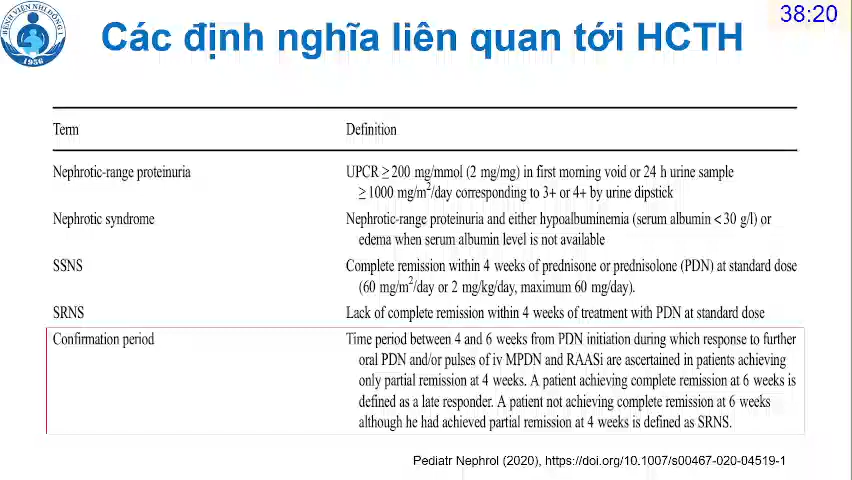 BỆNH VIỆN NHI ĐỒNG 1
1956
38:20
Các định nghĩa liên quan tới HCTH
Term Definition
Nephrotic-range proteinuria UPCR ≥ 200 mg/mmol (2 mg/mg) in first morning void or 24 h urine sample
≥ 1000 mg/m²/day corresponding to 3+ or 4+ by urine dipstick
Nephrotic syndrome Nephrotic-range proteinuria and either hypoalbuminemia (serum albumin < 30 g/l) or
edema when serum albumin level is not available
SSNS Complete remission within 4 weeks of prednisone or prednisolone (PDN) at standard dose
(60 mg/m²/day or 2 mg/kg/day, maximum 60 mg/day).
SRNS Lack of complete remission within 4 weeks of treatment with PDN at standard dose
Confirmation period Time period between 4 and 6 weeks from PDN initiation during which response to further
oral PDN and/or pulses of iv MPDN and RAASi are ascertained in patients achieving
only partial remission at 4 weeks. A patient achieving complete remission at 6 weeks is
defined as a late responder. A patient not achieving complete remission at 6 weeks
although he had achieved partial remission at 4 weeks is defined as SRNS.
Pediatr Nephrol (2020), https://doi.org/10.1007/s00467-020-04519-1